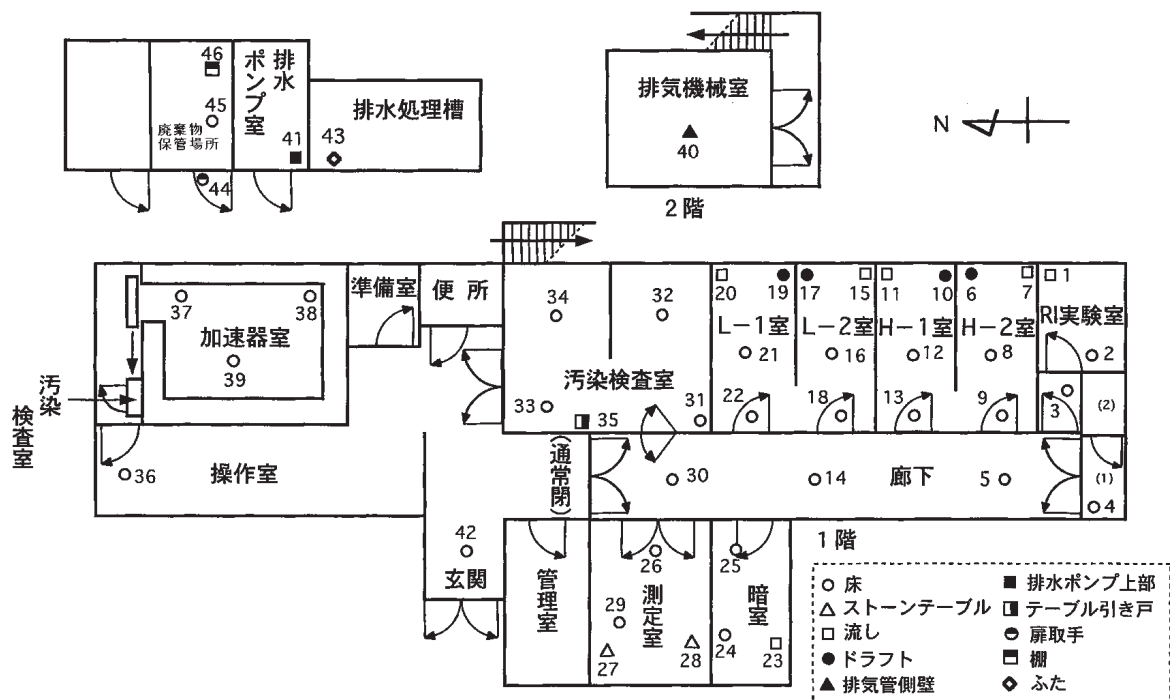 46
排水
ポンプ室
45
廃棄物
保管場所
41
43
排水処理槽
44
排気機械室
40
2階
N
準備室
便所
37
38
加速器室
39
汚染
検査室
36
操作室
34
32
汚染検査室
33
35
31
20
19
17
15
11
10
6
7
1
L−1室
L−2室
H−1室
H−2室
RI実験室
21
16
12
8
2
22
18
13
9
3
(2)
(通常閉)
30
14
廊下
5
(1)
4
1階
42
玄関
管理室
26
29
測定室
27
28
25
暗室
24
23
床
ストーンテーブル
流し
ドラフト
排気管側壁
排水ポンプ上部
テーブル引き戸
扉取手
棚
ふた